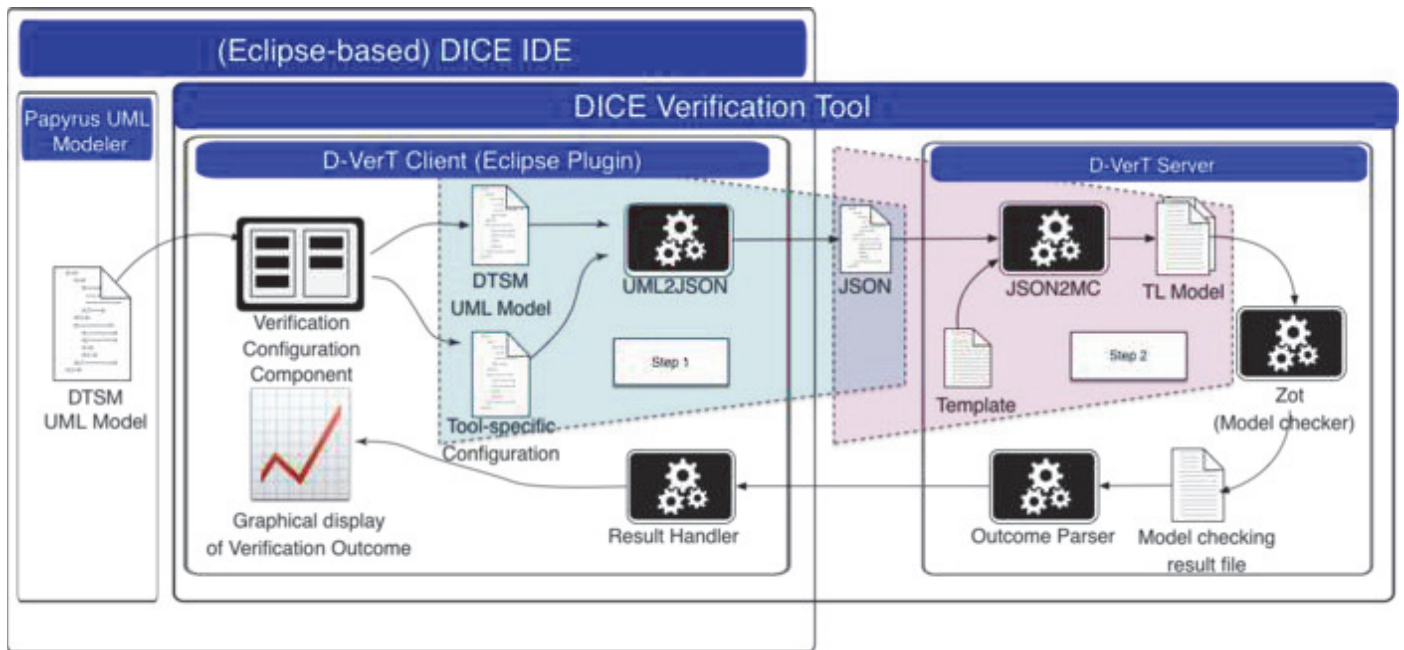 (Eclipse-based) DICE IDE
DICE Verification Tool
Papyrus UML
Modeler
D-VerT Client (Eclipse Plugin)
D-VerT Server
DTSM
UML Model
Verification
Configuration
Component
DTSM
UML Model
UML2JSON
JSON
JSON2MC
TL Model
Step 1
Step 2
Tool-specific
Configuration
Template
Zot
(Model checker)
Graphical display
of Verification Outcome
Result Handler
Outcome Parser
Model checking
result file